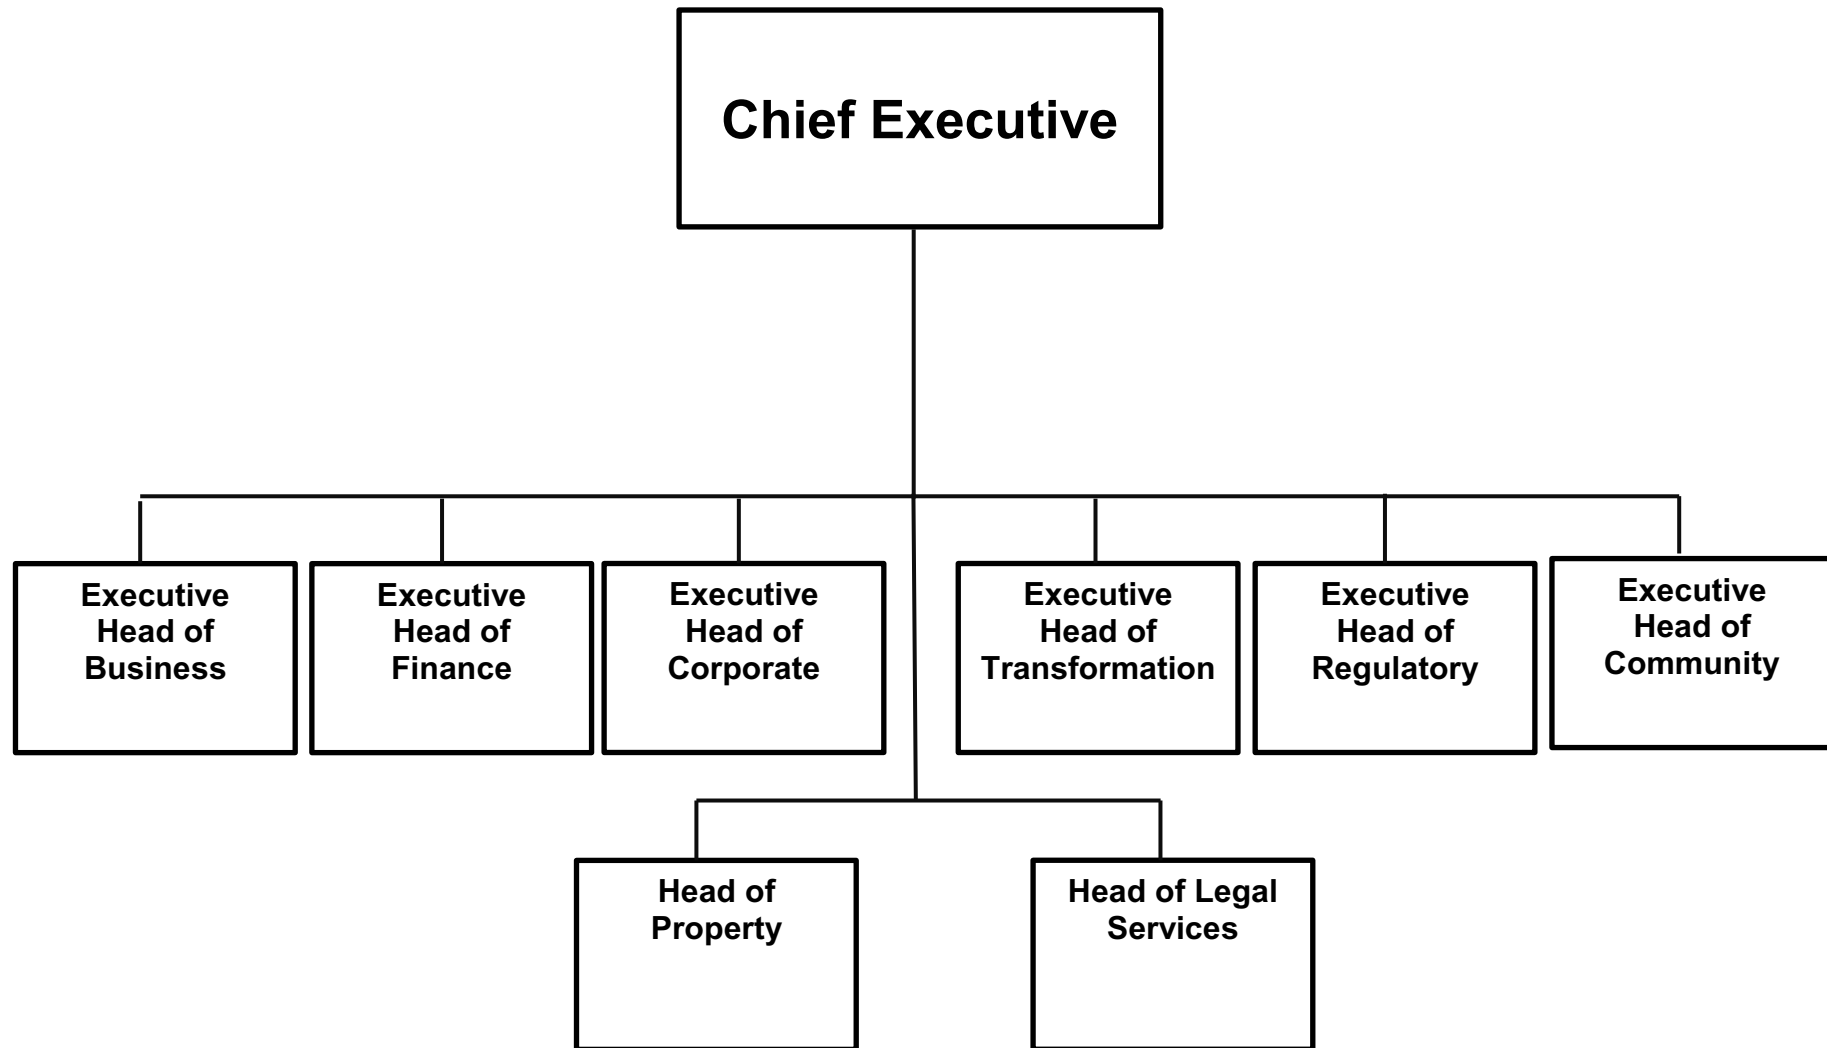 Chief Executive
Executive
Head of
Business
Executive
Head of
Finance
Executive
Head of
Corporate
Executive
Head of
Transformation
Executive
Head of
Regulatory
Executive
Head of
Community
Head of
Property
Head of Legal
Services